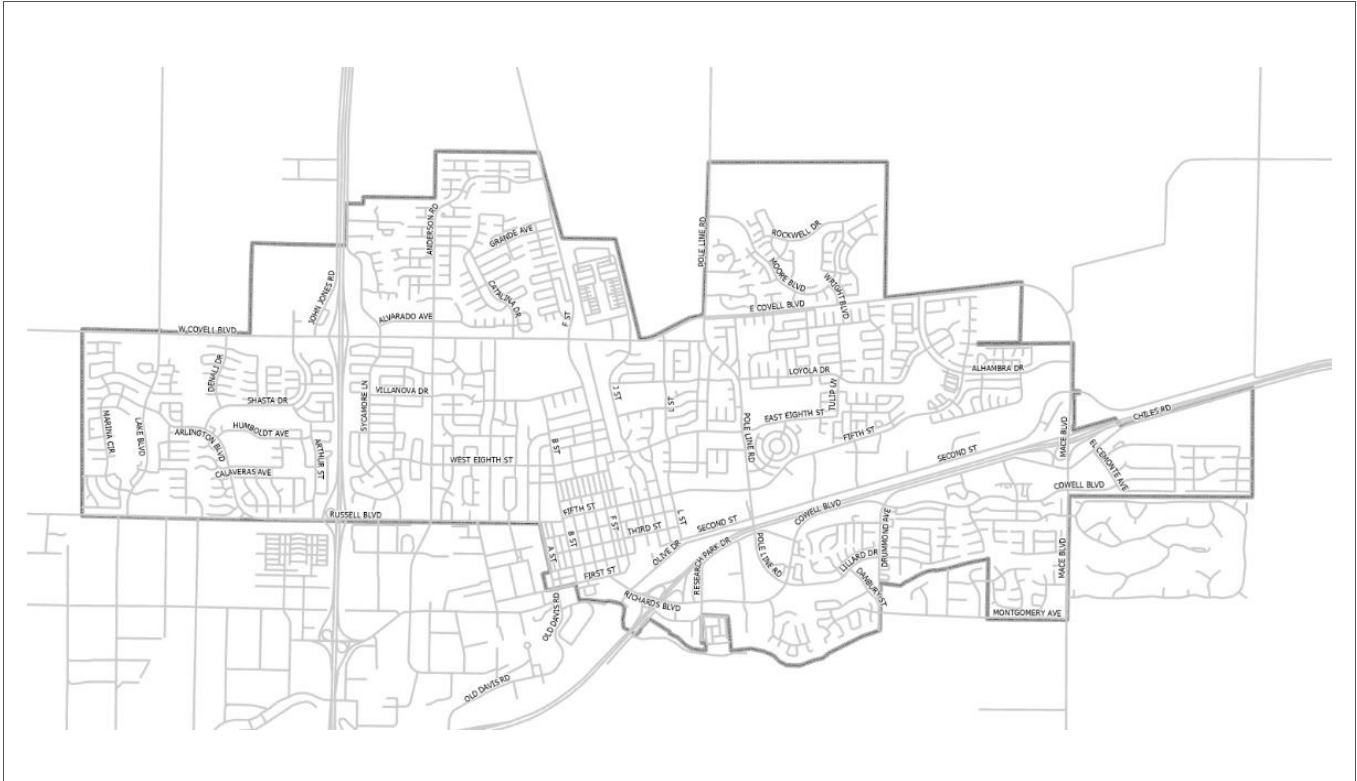 ROCKWELL DR
POLE LINE RD
ANDERSON RD
GRANDE AVE
MOORE BLVD
WRIGHT BLVD
JOHN JONES RD
CATALINA DR
E COVELL BLVD
ALVARADO AVE
F ST
W COVELL BLVD
DENALI DR
LOYOLA DR
ALHAMBRA DR
VILLANOVA DR
J ST
TULIP LN
SHASTA DR
SYCAMORE LN
L ST
EAST EIGHTH ST
CHILES RD
MARINA CIR
LAKE BLVD
ARLINGTON BLVD
HUMBOLDT AVE
POLE LINE RD
FIFTH ST
MACE BLVD
ARTHUR ST
B ST
SECOND ST
EL CEMONTE AVE
CALAVERAS AVE
WEST EIGHTH ST
COWELL BLVD
FIFTH ST
RUSSELL BLVD
COWELL BLVD
L ST
F ST
THIRD ST
SECOND ST
B ST
DRUMMOND AVE
A ST
OLIVE DR
RESEARCH PARK DR
POLE LINE RD
LILLARD DR
MACE BLVD
FIRST ST
DANBURY ST
RICHARDS BLVD
MONTGOMERY AVE
OLD DAVIS RD
OLD DAVIS RD